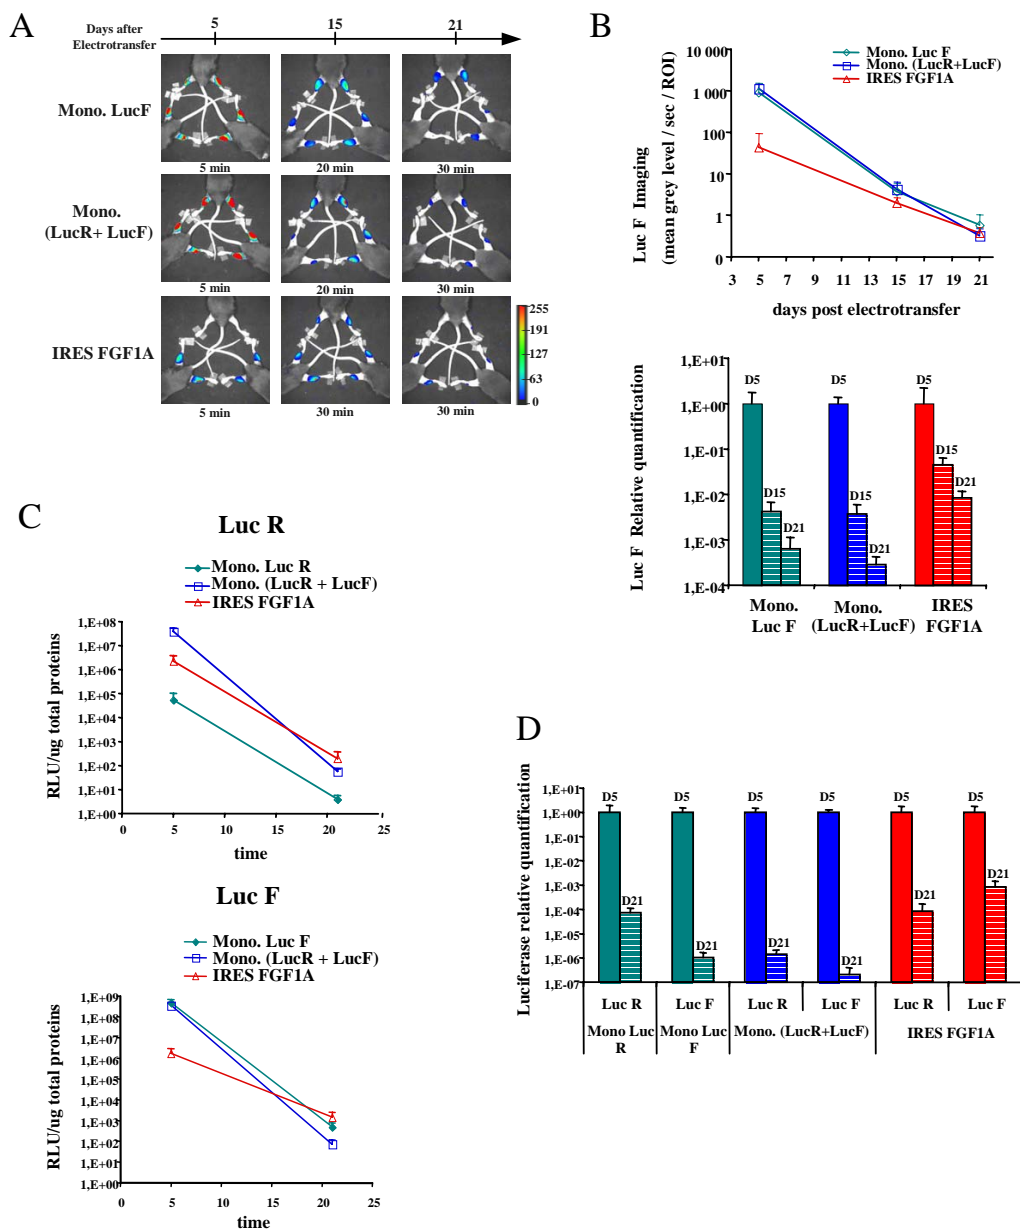 A
Days after
Electrotransfer
5
15
21
Mono. LucF
5 min
20 min
30 min
Mono.
(LucR+ LucF)
5 min
20 min
30 min
IRES FGF1A
5 min
30 min
30 min
255
191
127
63
0
B
Mono. Luc F
Mono. (LucR+LucF)
IRES FGF1A
Luc F Imaging
(mean grey level / sec / ROI)
10 000
1 000
100
10
1
0
3 5 7 9 11 13 15 17 19 21
days post electrotransfer
Luc F Relative quantification
1,E+00
1,E-01
1,E-02
1,E-03
1,E-04
D5
D15
D21
D5
D15
D21
D5
D15
D21
Mono.
Luc F
Mono.
(LucR+LucF)
IRES
FGF1A
C
Luc R
Mono. Luc R
Mono. (LucR + LucF)
IRES FGF1A
RLU/ug total proteins
1,E+08
1,E+07
1,E+06
1,E+05
1,E+04
1,E+03
1,E+02
1,E+01
1,E+00
0 5 10 15 20 25
time
Luc F
Mono. Luc F
Mono. (LucR + LucF)
IRES FGF1A
RLU/ug total proteins
1,E+09
1,E+08
1,E+07
1,E+06
1,E+05
1,E+04
1,E+03
1,E+02
1,E+01
1,E+00
0 5 10 15 20 25
time
D
Luciferase relative quantification
1,E+01
1,E+00
1,E-01
1,E-02
1,E-03
1,E-04
1,E-05
1,E-06
1,E-07
D5
D21
D5
D21
D5
D21
D5
D21
D5
D21
D5
D21
Luc R
Luc F
Luc R
Luc F
Luc R
Luc F
Mono Luc
R
Mono Luc
F
Mono. (LucR+LucF)
IRES FGF1A